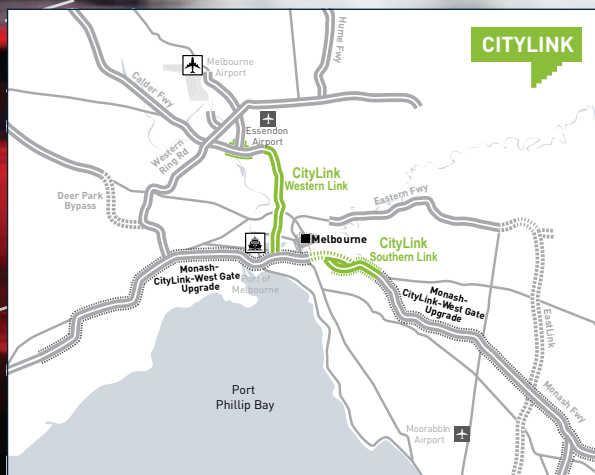 CITYLINK
Hume Fwy
Melbourne
Airport
Calder Fwy
Essendon
Airport
Western
Ring Rd
CityLink
Western Link
Deer Park
Bypass
Eastern Fwy
Melbourne
CityLink
Southern Link
Monash-
CityLink-West Gate
Upgrade
Port of
Melbourne
Monash-
CityLink-West Gate
Upgrade
EastLink
Port
Phillip Bay
Monash Fwy
Moorabbin
Airport